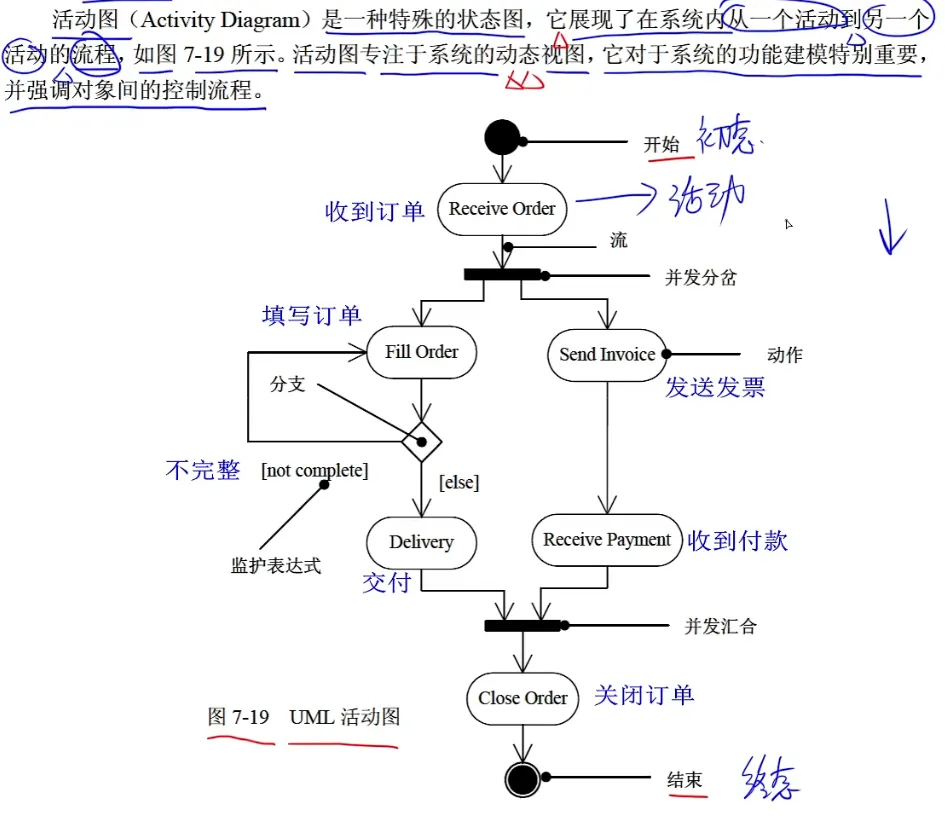 活动图（Activity Diagram）是一种特殊的状态图，它展现了在系统内从一个活动到另一个
活动的流程，如图 7-19 所示。活动图专注于系统的动态视图，它对于系统的功能建模特别重要，
并强调对象间的控制流程。
开始 初态
收到订单 Receive Order 活动
流
并发分岔
填写订单
Fill Order Send Invoice 动作
分支 发送发票
不完整 [not complete] [else]
Delivery Receive Payment 收到付款
监护表达式 交付
并发汇合
Close Order 关闭订单
图 7-19 UML 活动图
结束 终态